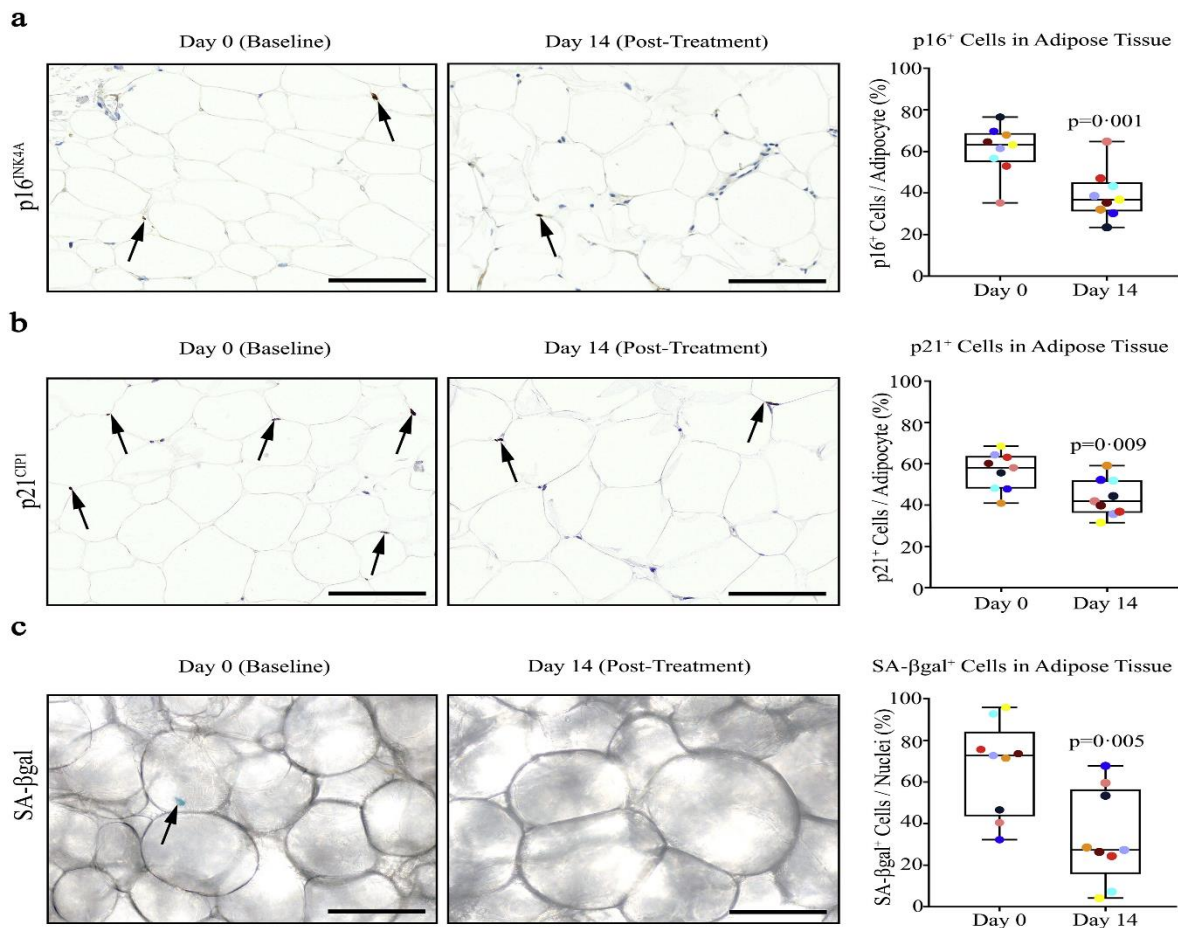 a
Day 0 (Baseline)
Day 14 (Post-Treatment)
p16⁺ Cells in Adipose Tissue
p16ᴵᴺᴷ⁴ᴬ
p16⁺ Cells / Adipocyte (%)
100
80
60
40
20
0
p=0·001
Day 0
Day 14
b
Day 0 (Baseline)
Day 14 (Post-Treatment)
p21⁺ Cells in Adipose Tissue
p21ᶜᴵᴾ¹
p21⁺ Cells / Adipocyte (%)
100
80
60
40
20
0
p=0·009
Day 0
Day 14
c
Day 0 (Baseline)
Day 14 (Post-Treatment)
SA-βgal⁺ Cells in Adipose Tissue
SA-βgal
SA-βgal⁺ Cells / Nuclei (%)
100
80
60
40
20
0
p=0·005
Day 0
Day 14